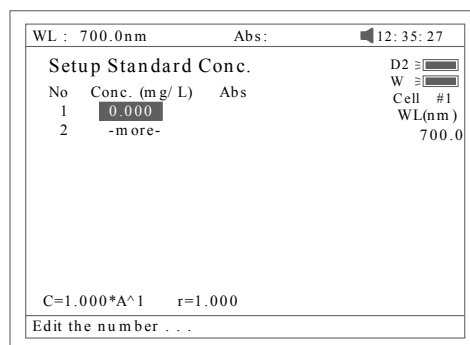 WL : 700.0nm Abs: 12:35:27
Setup Standard Conc. D2
W
No Conc. (mg/L) Abs Cell #1
1 0.000 WL(nm)
2 -more- 700.0
C=1.000*A^1 r=1.000
Edit the number . . .